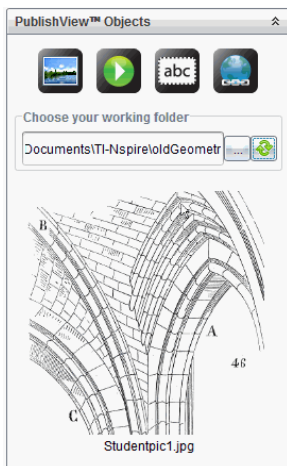 PublishView™ Objects
abc
Choose your working folder
Documents\TI-Nspire\oldGeometr
...
B
A
46
C
Studentpic1.jpg